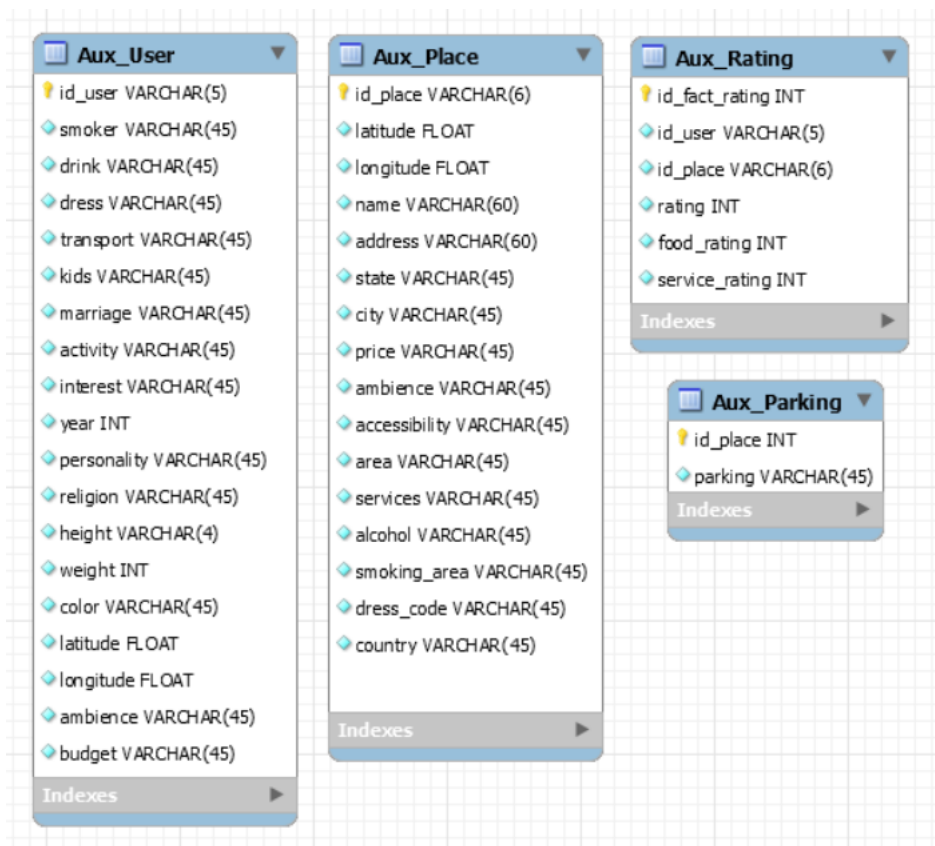 Aux_User
id_user VARCHAR(5)
smoker VARCHAR(45)
drink VARCHAR(45)
dress VARCHAR(45)
transport VARCHAR(45)
kids VARCHAR(45)
marriage VARCHAR(45)
activity VARCHAR(45)
interest VARCHAR(45)
year INT
personality VARCHAR(45)
religion VARCHAR(45)
height VARCHAR(4)
weight INT
color VARCHAR(45)
latitude FLOAT
longitude FLOAT
ambience VARCHAR(45)
budget VARCHAR(45)
Indexes
Aux_Place
id_place VARCHAR(6)
latitude FLOAT
longitude FLOAT
name VARCHAR(60)
address VARCHAR(60)
state VARCHAR(45)
city VARCHAR(45)
price VARCHAR(45)
ambience VARCHAR(45)
accessibility VARCHAR(45)
area VARCHAR(45)
services VARCHAR(45)
alcohol VARCHAR(45)
smoking_area VARCHAR(45)
dress_code VARCHAR(45)
country VARCHAR(45)
Indexes
Aux_Rating
id_fact_rating INT
id_user VARCHAR(5)
id_place VARCHAR(6)
rating INT
food_rating INT
service_rating INT
Indexes
Aux_Parking
id_place INT
parking VARCHAR(45)
Indexes